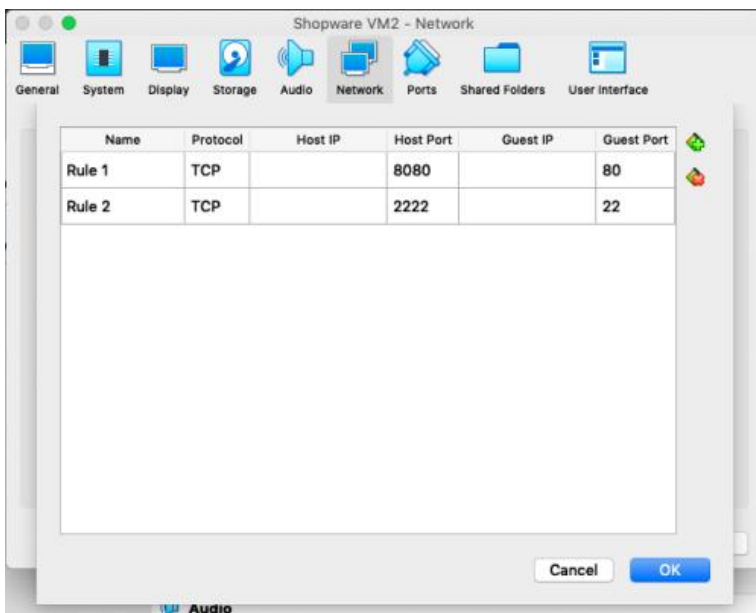 Shopware VM2 - Network
General System Display Storage Audio Network Ports Shared Folders User Interface
Name Protocol Host IP Host Port Guest IP Guest Port
Rule 1 TCP 8080 80
Rule 2 TCP 2222 22
Cancel OK
Audio